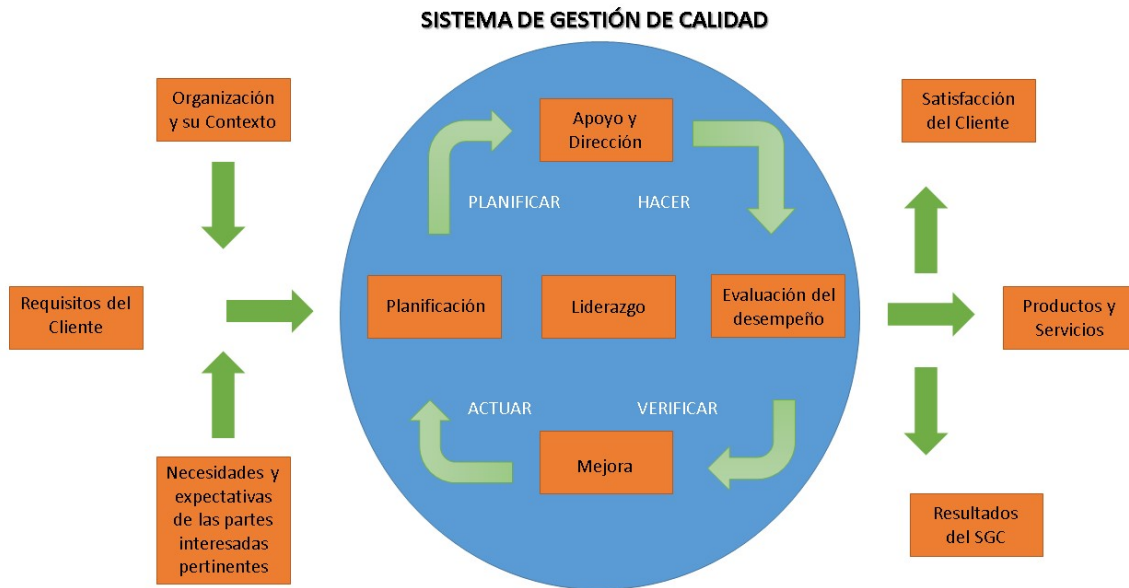 SISTEMA DE GESTIÓN DE CALIDAD
Organización
y su Contexto
Requisitos del
Cliente
Necesidades y
expectativas
de las partes
interesadas
pertinentes
Apoyo y
Dirección
PLANIFICAR
HACER
Planificación
Liderazgo
Evaluación del
desempeño
ACTUAR
VERIFICAR
Mejora
Satisfacción
del Cliente
Productos y
Servicios
Resultados
del SGC